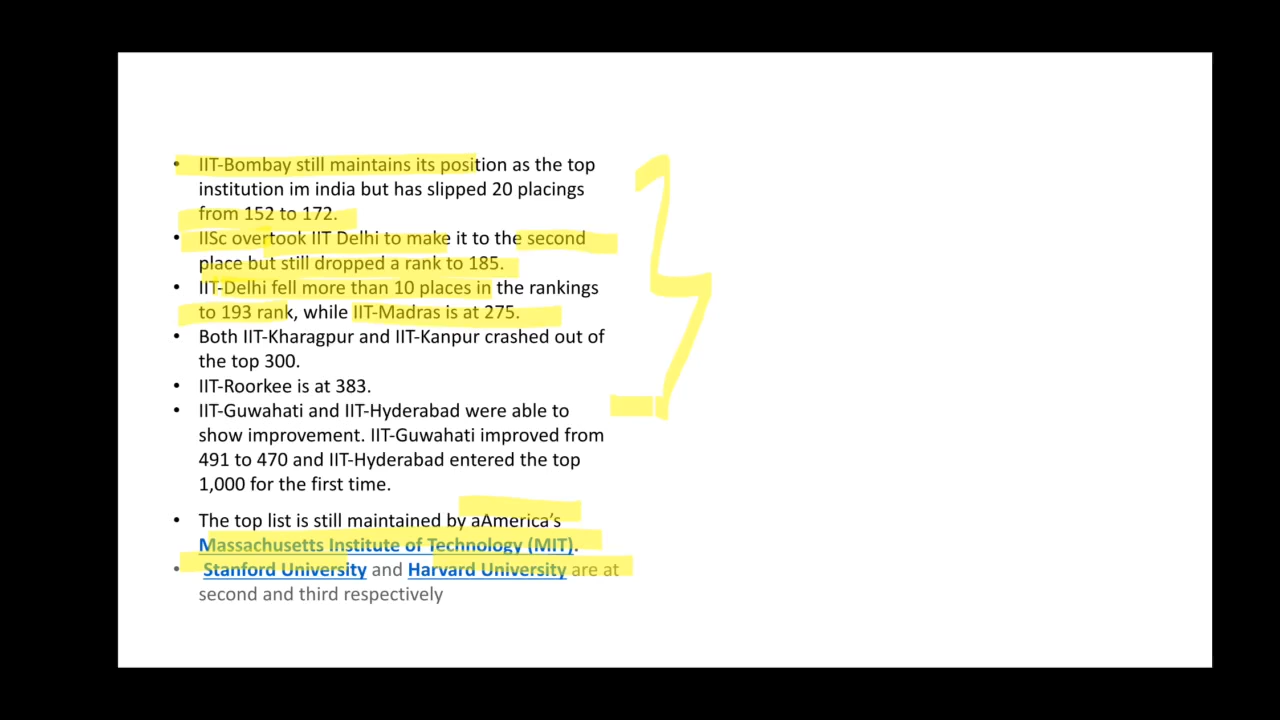 • IIT-Bombay still maintains its position as the top
institution im india but has slipped 20 placings
from 152 to 172.
• IISc overtook IIT Delhi to make it to the second
place but still dropped a rank to 185.
• IIT-Delhi fell more than 10 places in the rankings
to 193 rank, while IIT-Madras is at 275.
• Both IIT-Kharagpur and IIT-Kanpur crashed out of
the top 300.
• IIT-Roorkee is at 383.
• IIT-Guwahati and IIT-Hyderabad were able to
show improvement. IIT-Guwahati improved from
491 to 470 and IIT-Hyderabad entered the top
1,000 for the first time.
• The top list is still maintained by aAmerica’s
Massachusetts Institute of Technology (MIT).
• Stanford University and Harvard University are at
second and third respectively